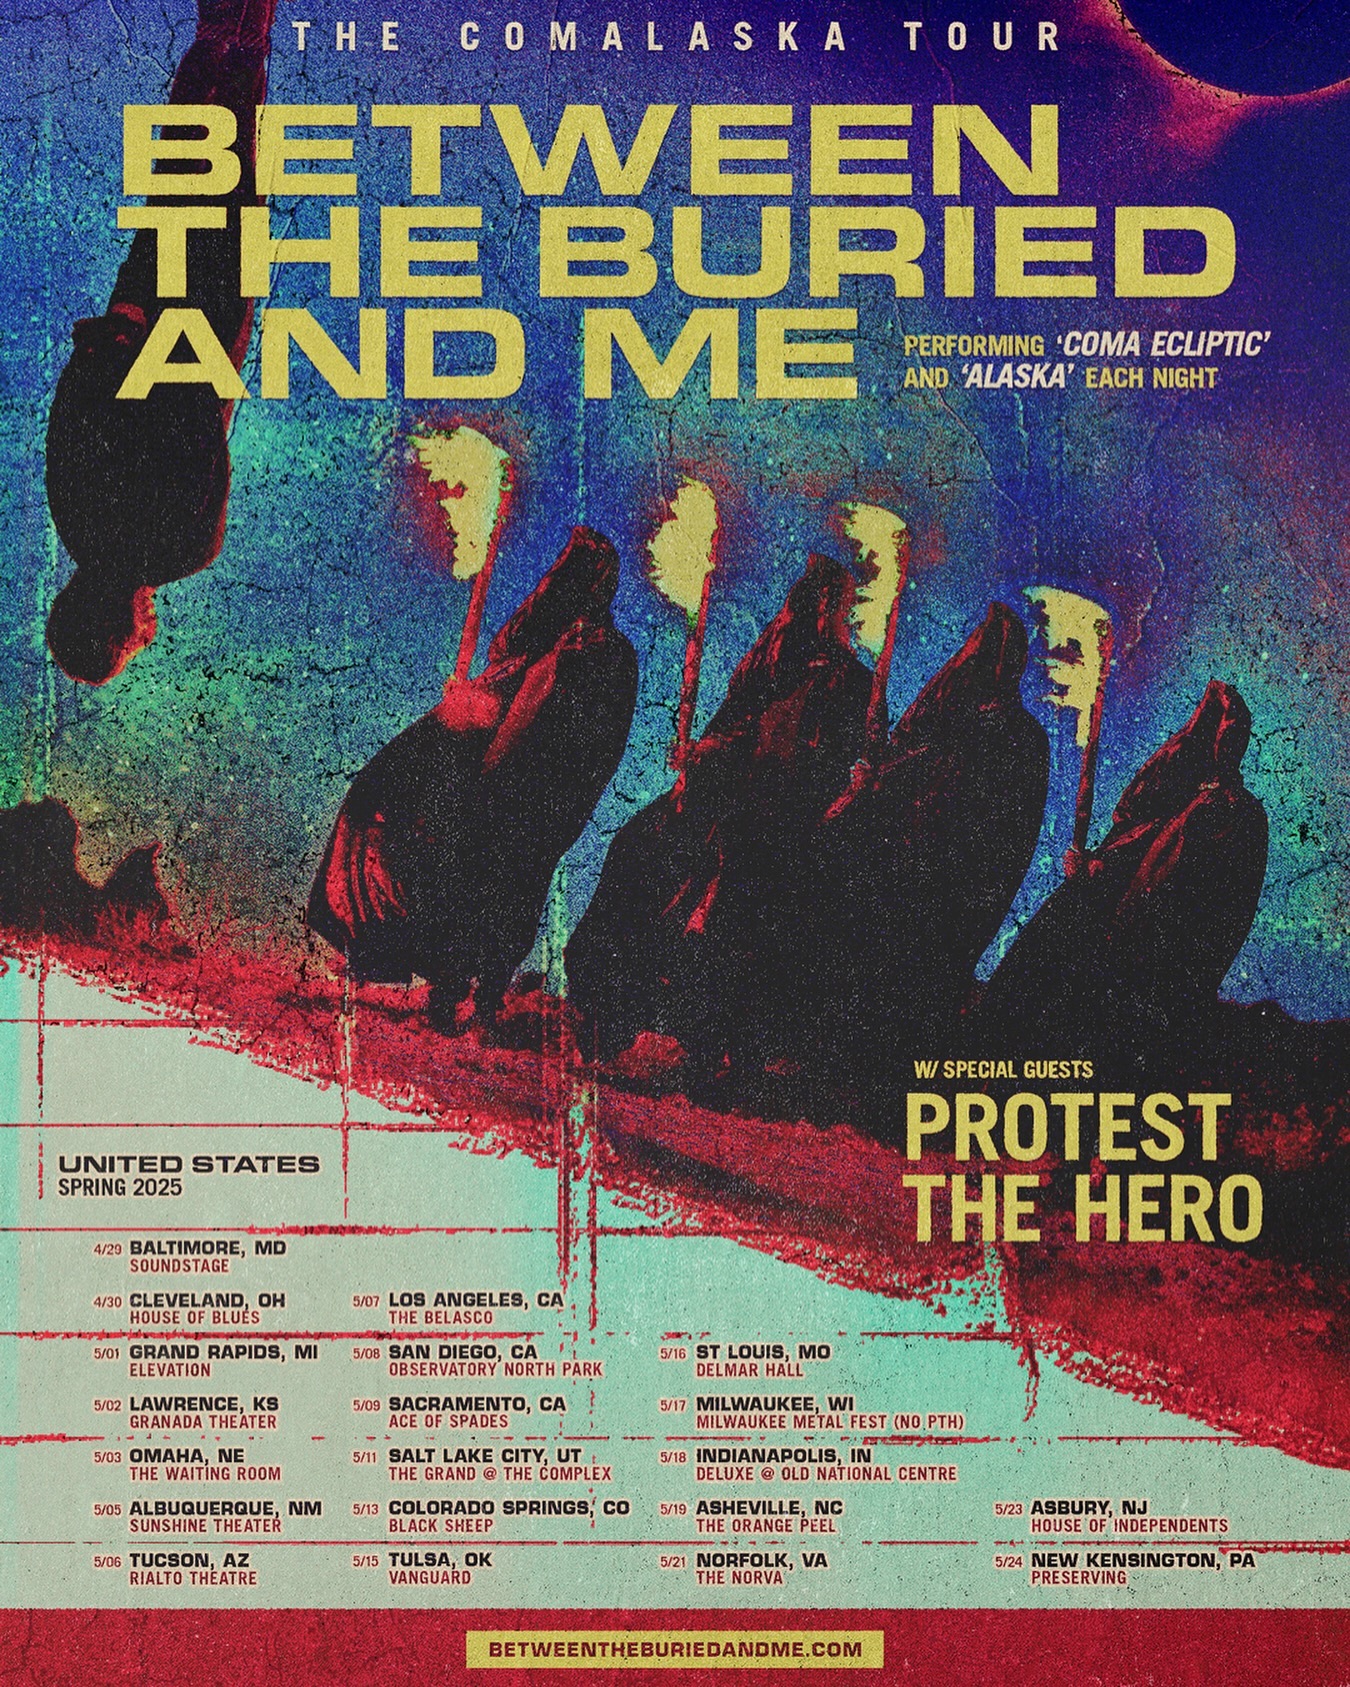 THE COMALASKA TOUR
BETWEEN
THE BURIED
AND ME
PERFORMING ‘COMA ECLIPTIC’
AND ‘ALASKA’ EACH NIGHT
W/ SPECIAL GUESTS
PROTEST
THE HERO
UNITED STATES
SPRING 2025
4/29 BALTIMORE, MD
SOUNDSTAGE
4/30 CLEVELAND, OH
HOUSE OF BLUES
5/01 GRAND RAPIDS, MI
ELEVATION
5/02 LAWRENCE, KS
GRANADA THEATER
5/03 OMAHA, NE
THE WAITING ROOM
5/05 ALBUQUERQUE, NM
SUNSHINE THEATER
5/06 TUCSON, AZ
RIALTO THEATRE
5/07 LOS ANGELES, CA
THE BELASCO
5/08 SAN DIEGO, CA
OBSERVATORY NORTH PARK
5/09 SACRAMENTO, CA
ACE OF SPADES
5/11 SALT LAKE CITY, UT
THE GRAND @ THE COMPLEX
5/13 COLORADO SPRINGS, CO
BLACK SHEEP
5/15 TULSA, OK
VANGUARD
5/16 ST LOUIS, MO
DELMAR HALL
5/17 MILWAUKEE, WI
MILWAUKEE METAL FEST (NO PTH)
5/18 INDIANAPOLIS, IN
DELUXE @ OLD NATIONAL CENTRE
5/19 ASHEVILLE, NC
THE ORANGE PEEL
5/21 NORFOLK, VA
THE NORVA
5/23 ASBURY, NJ
HOUSE OF INDEPENDENTS
5/24 NEW KENSINGTON, PA
PRESERVING
BETWEENTHEBURIEDANDME.COM